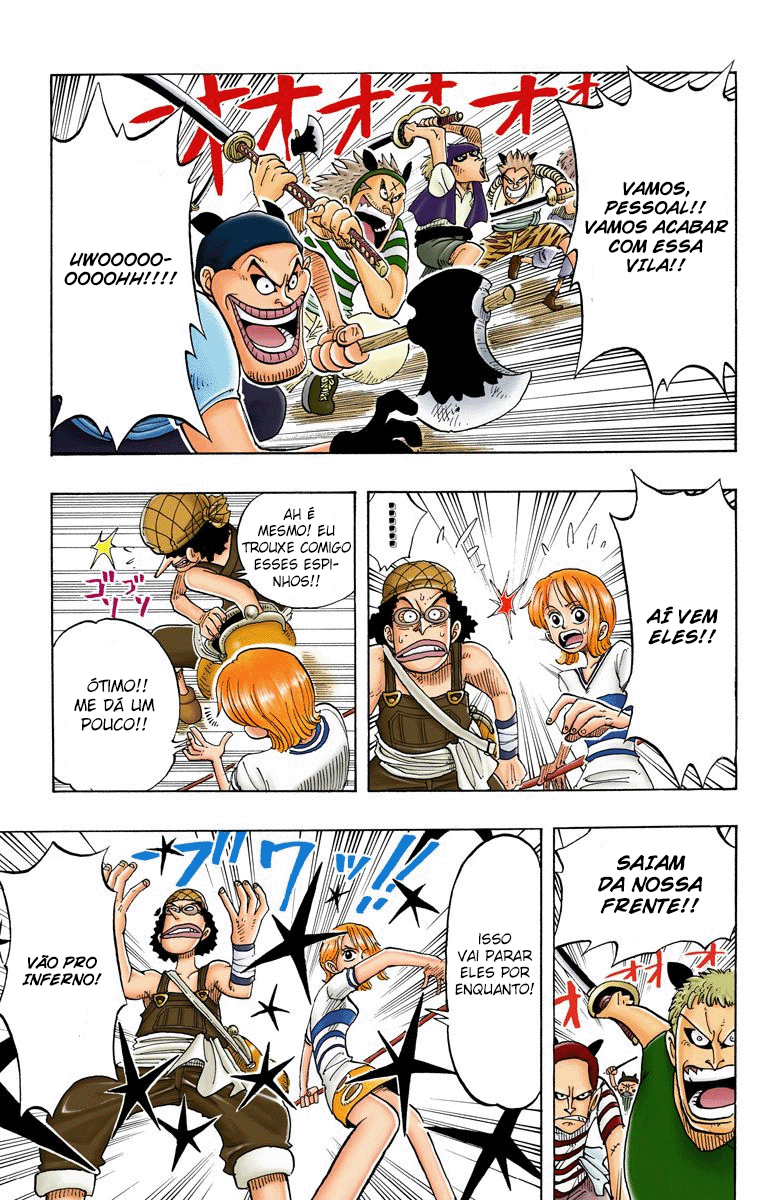 オオオオオオ
VAMOS,
PESSOAL!!
VAMOS ACABAR
COM ESSA
VILA!!
UWOOOOO-
OOOOHH!!!!
AÍ VEM
ELES!!
AH É
MESMO! EU
TROUXE COMIGO
ESSES ESPI-
NHOS!!
ゴソゴソ
ÓTIMO!!
ME DÁ UM
POUCO!!
SAIAM
DA NOSSA
FRENTE!!
オオオ
ブワッ!!
ISSO
VAI PARAR
ELES POR
ENQUANTO!
VÃO PRO
INFERNO!